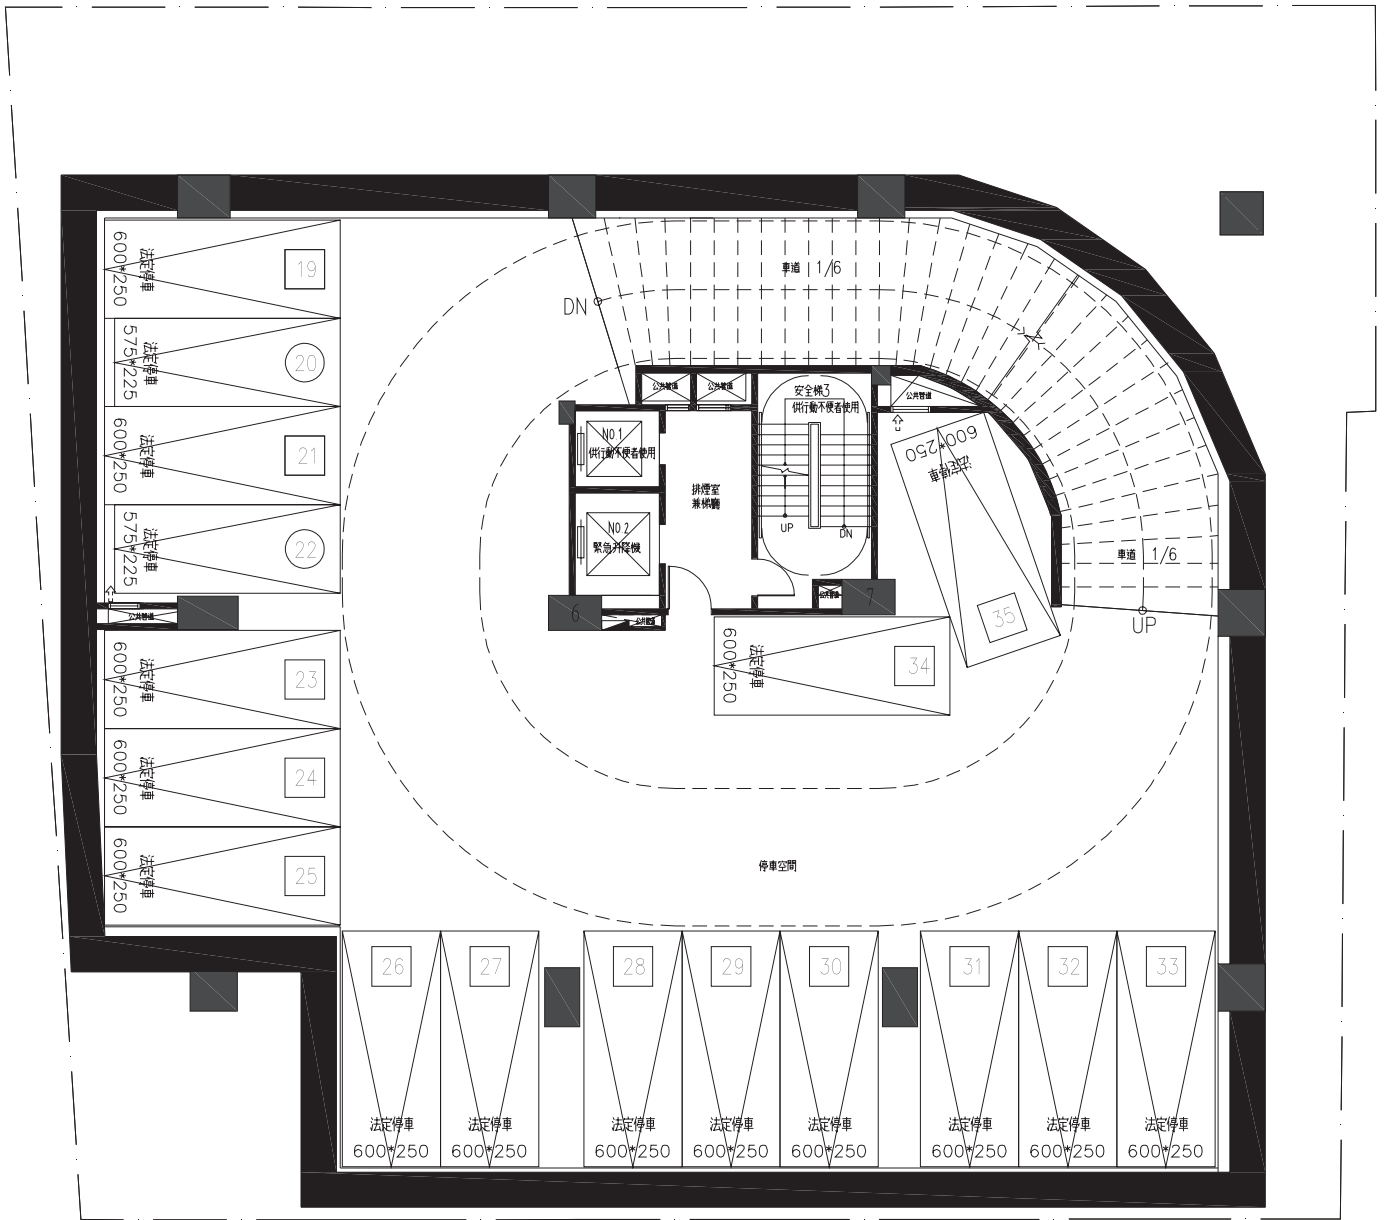 車道 1/6
DN
19
法定停車
600*250
20
法定停車
575*225
21
法定停車
600*250
22
法定停車
575*225
公共管道
23
法定停車
600*250
24
法定停車
600*250
25
法定停車
600*250
公共管道
公共管道
安全梯3
供行動不便者使用
UP
DN
公共管道
NO.1
供行動不便者使用
排煙室
兼梯廳
NO.2
緊急升降機
6
公共管道
公共管道
7
600*250
法定停車
35
車道 1/6
UP
34
法定停車
600*250
停車空間
26
法定停車
600*250
27
法定停車
600*250
28
法定停車
600*250
29
法定停車
600*250
30
法定停車
600*250
31
法定停車
600*250
32
法定停車
600*250
33
法定停車
600*250